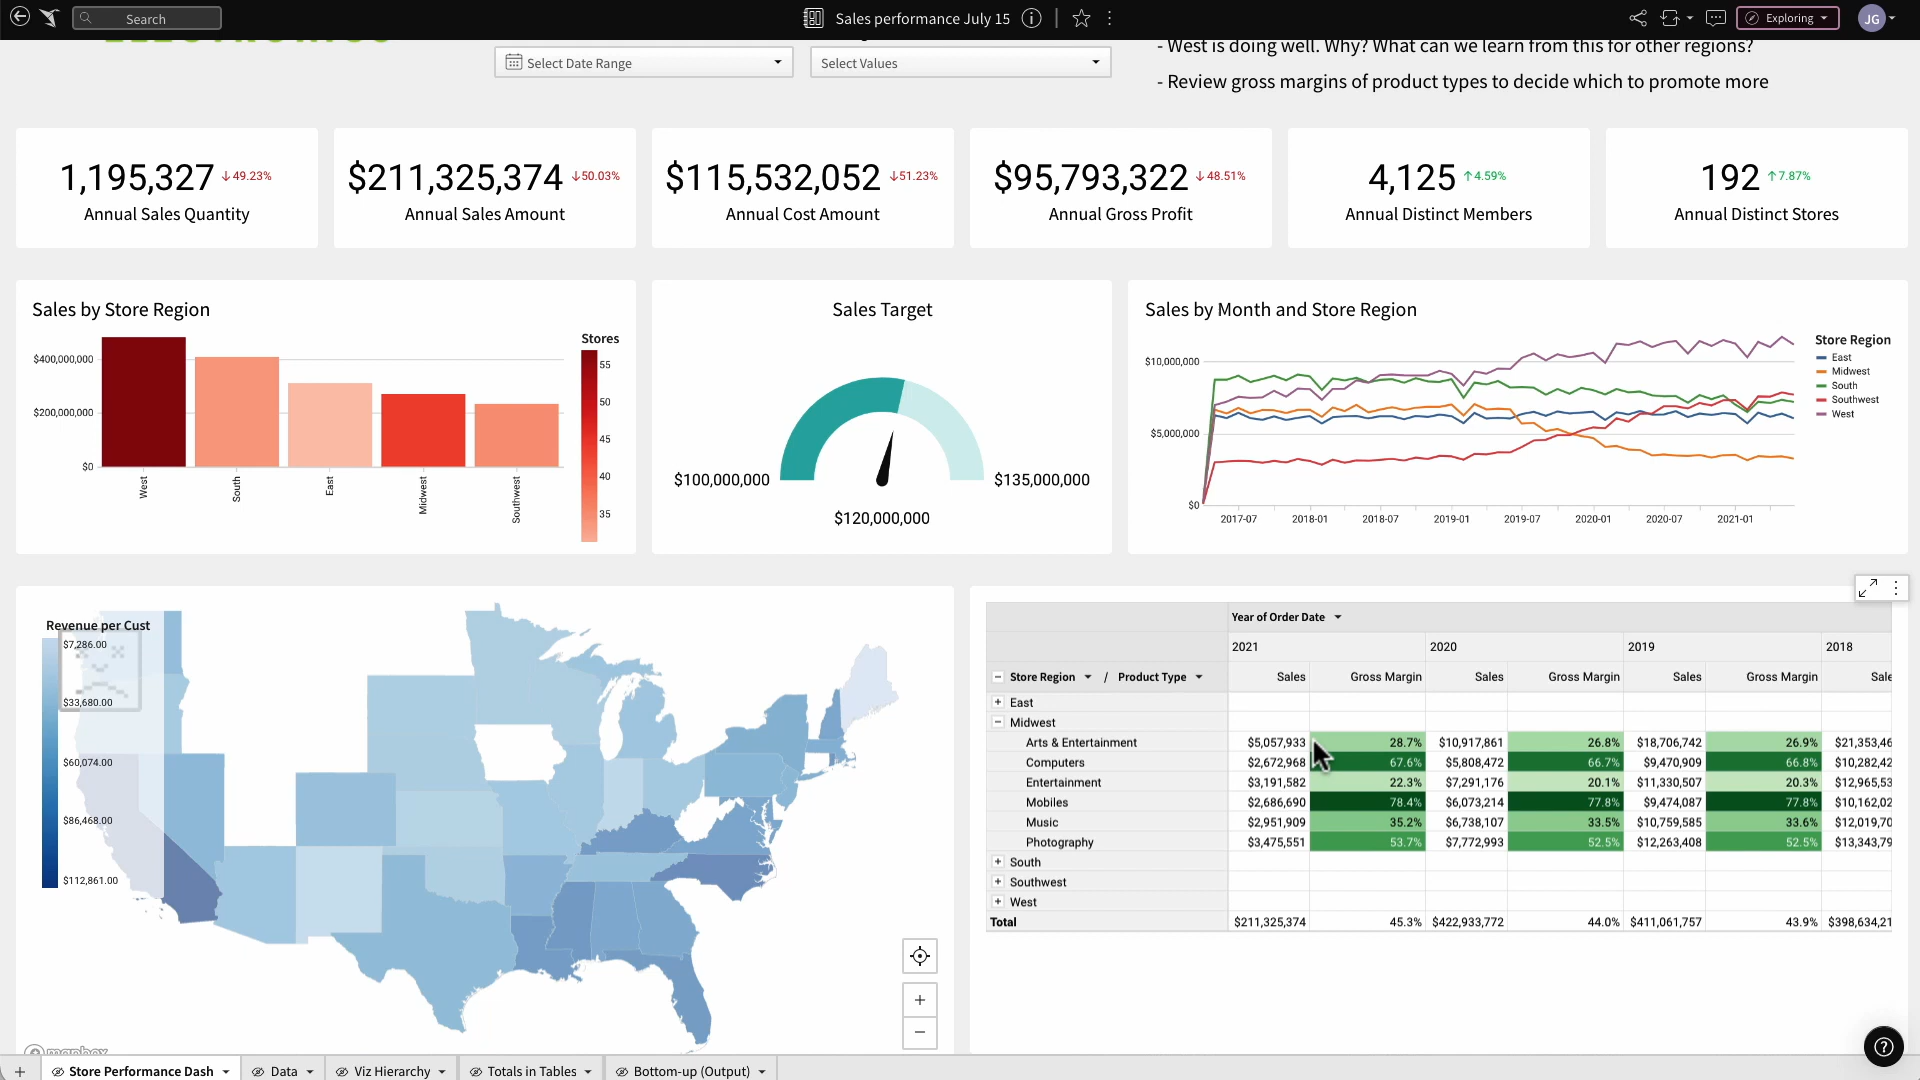 Search
Sales performance July 15
Exploring
JG
Select Date Range
Select Values
- West is doing well. Why? What can we learn from this for other regions?
- Review gross margins of product types to decide which to promote more
1,195,327 ↓49.23%
Annual Sales Quantity
$211,325,374 ↓50.03%
Annual Sales Amount
$115,532,052 ↓51.23%
Annual Cost Amount
$95,793,322 ↓48.51%
Annual Gross Profit
4,125 ↑4.59%
Annual Distinct Members
192 ↑7.87%
Annual Distinct Stores
Sales by Store Region
$400,000,000
$200,000,000
$0
West
South
East
Midwest
Southwest
Stores
55
50
45
40
35
Sales Target
$100,000,000
$135,000,000
$120,000,000
Sales by Month and Store Region
$10,000,000
$5,000,000
$0
2017-07 2018-01 2018-07 2019-01 2019-07 2020-01 2020-07 2021-01
Store Region
East
Midwest
South
Southwest
West
Revenue per Cust
$7,286.00
$33,680.00
$60,074.00
$86,468.00
$112,861.00
mapbox
Year of Order Date
2021 2020 2019 2018
Store Region / Product Type Sales Gross Margin Sales Gross Margin Sales Gross Margin Sale
East
Midwest
Arts & Entertainment $5,057,933 28.7% $10,917,861 26.8% $18,706,742 26.9% $21,353,46
Computers $2,672,968 67.6% $5,808,472 66.7% $9,470,909 66.8% $10,282,42
Entertainment $3,191,582 22.3% $7,291,176 20.1% $11,330,507 20.3% $12,965,53
Mobiles $2,686,690 78.4% $6,073,214 77.8% $9,474,087 77.8% $10,162,02
Music $2,951,909 35.2% $6,738,107 33.5% $10,759,585 33.6% $12,019,70
Photography $3,475,551 53.7% $7,772,993 52.5% $12,263,408 52.5% $13,343,79
South
Southwest
West
Total $211,325,374 45.3% $422,933,772 44.0% $411,061,757 43.9% $398,634,21
Store Performance Dash
Data
Viz Hierarchy
Totals in Tables
Bottom-up (Output)